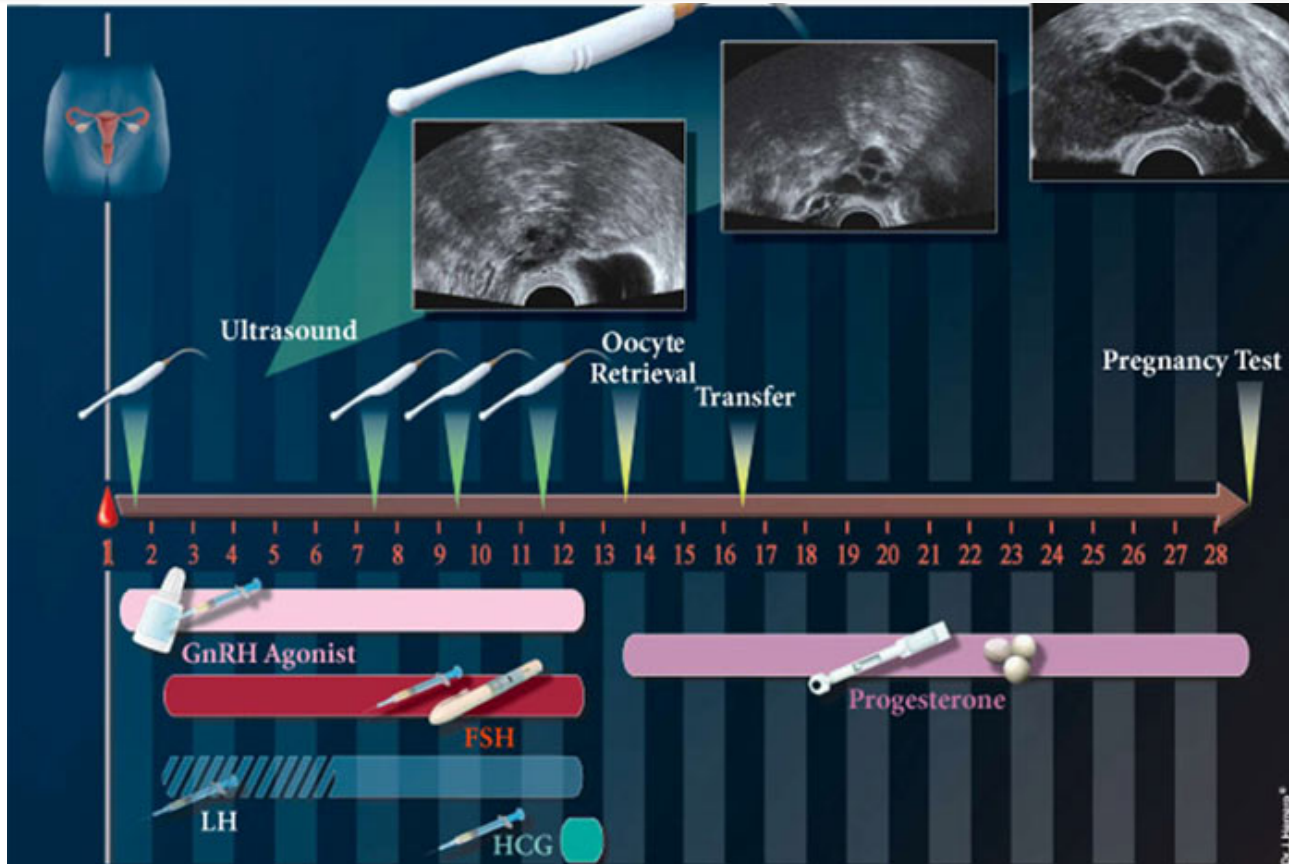 Ultrasound
Oocyte
Retrieval
Transfer
Pregnancy Test
1 2 3 4 5 6 7 8 9 10 11 12 13 14 15 16 17 18 19 20 21 22 23 24 25 26 27 28
GnRH Agonist
Progesterone
FSH
LH
HCG